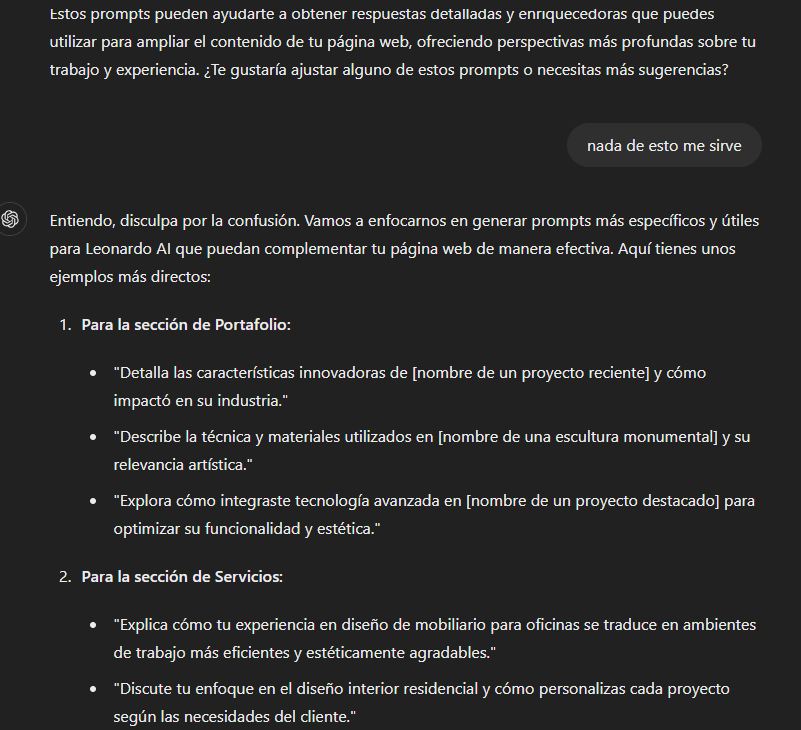 Estos prompts pueden ayudarte a obtener respuestas detalladas y enriquecedoras que puedes
utilizar para ampliar el contenido de tu página web, ofreciendo perspectivas más profundas sobre tu
trabajo y experiencia. ¿Te gustaría ajustar alguno de estos prompts o necesitas más sugerencias?
nada de esto me sirve
Entiendo, disculpa por la confusión. Vamos a enfocarnos en generar prompts más específicos y útiles
para Leonardo AI que puedan complementar tu página web de manera efectiva. Aquí tienes unos
ejemplos más directos:
1. Para la sección de Portafolio:
• "Detalla las características innovadoras de [nombre de un proyecto reciente] y cómo
impactó en su industria."
• "Describe la técnica y materiales utilizados en [nombre de una escultura monumental] y su
relevancia artística."
• "Explora cómo integraste tecnología avanzada en [nombre de un proyecto destacado] para
optimizar su funcionalidad y estética."
2. Para la sección de Servicios:
• "Explica cómo tu experiencia en diseño de mobiliario para oficinas se traduce en ambientes
de trabajo más eficientes y estéticamente agradables."
• "Discute tu enfoque en el diseño interior residencial y cómo personalizas cada proyecto
según las necesidades del cliente."